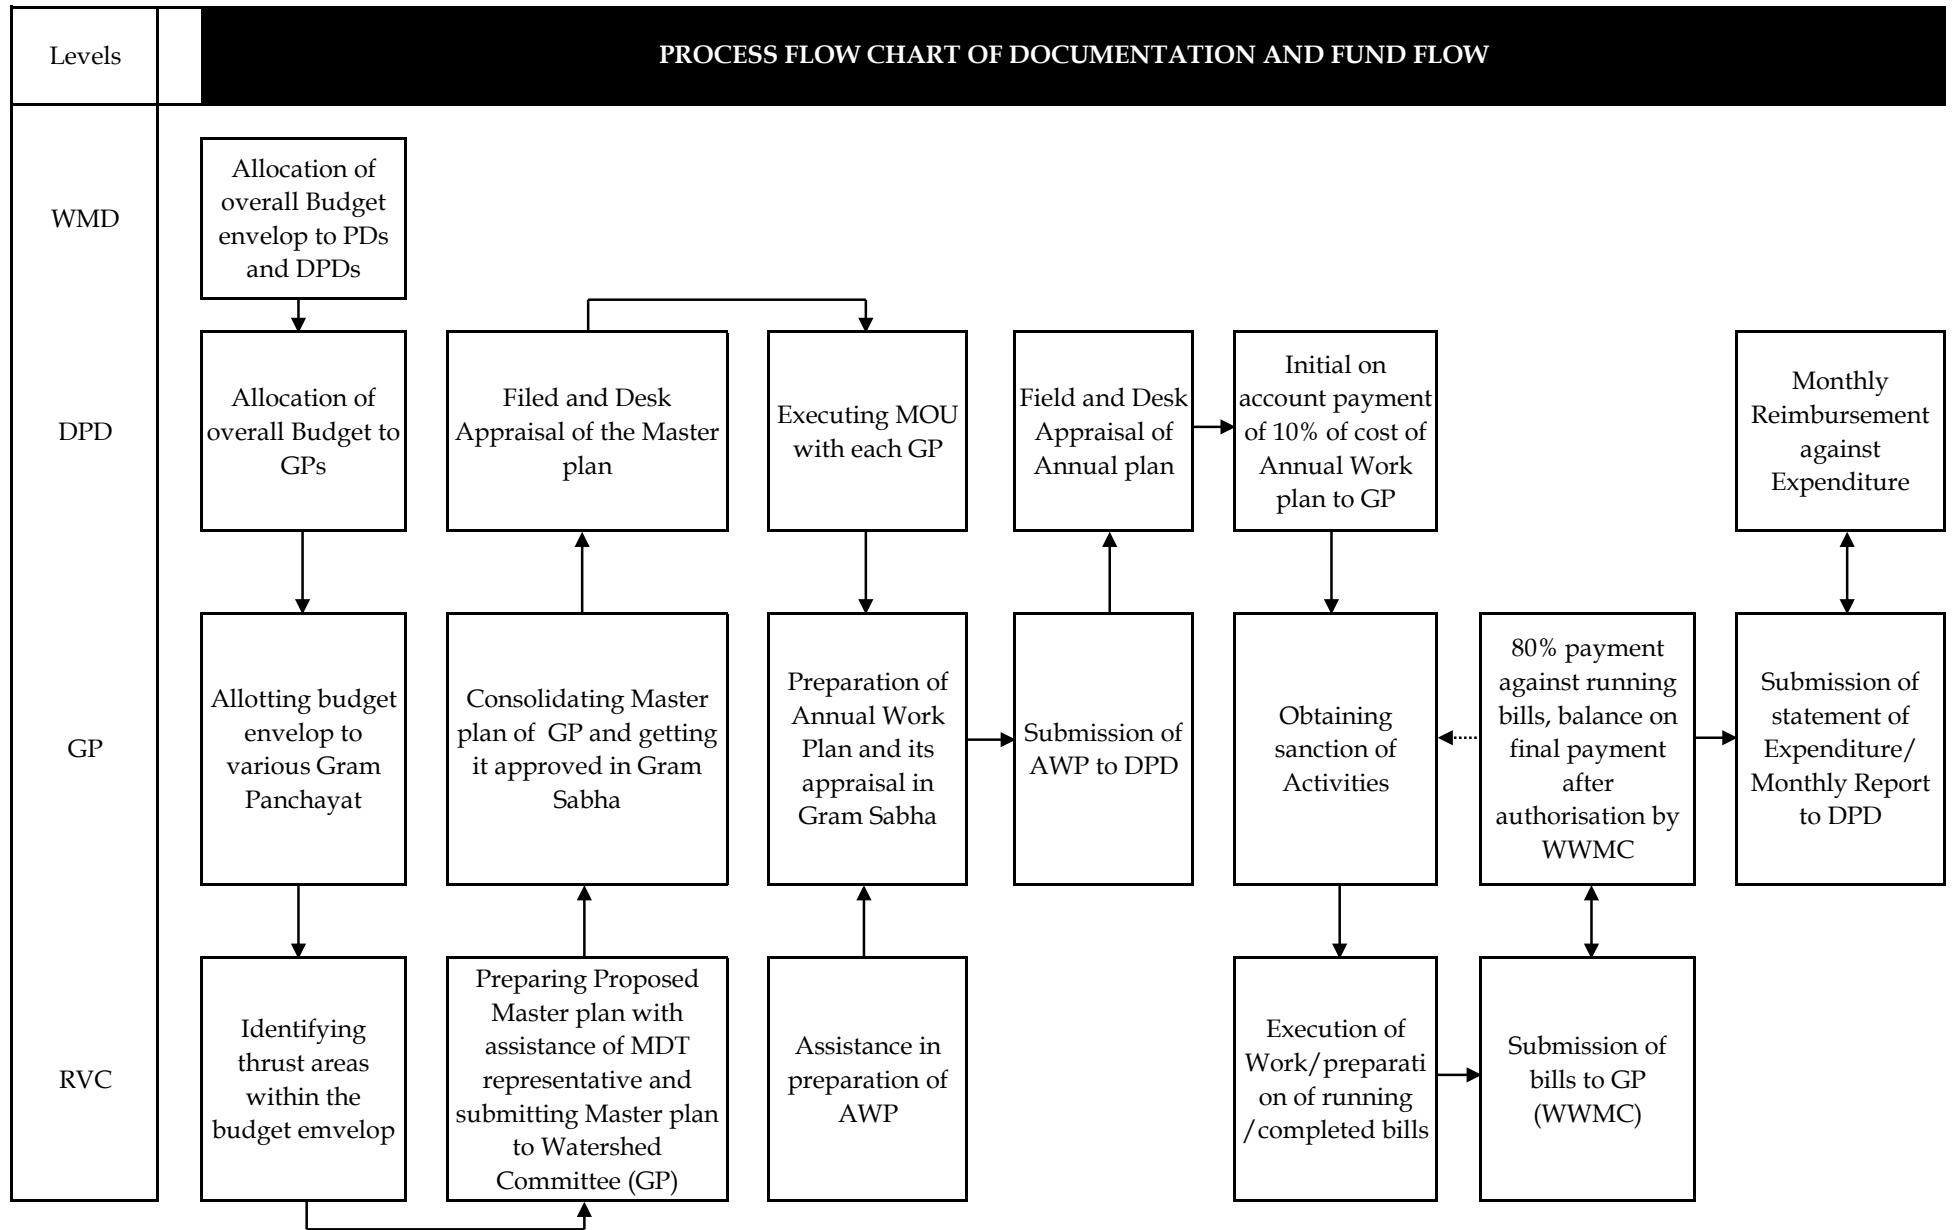 Levels
PROCESS FLOW CHART OF DOCUMENTATION AND FUND FLOW
WMD
Allocation of
overall Budget
envelop to PDs
and DPDs
DPD
Allocation of
overall Budget to
GPs
Filed and Desk
Appraisal of the Master
plan
Executing MOU
with each GP
Field and Desk
Appraisal of
Annual plan
Initial on
account payment
of 10% of cost of
Annual Work
plan to GP
Monthly
Reimbursement
against
Expenditure
GP
Allotting budget
envelop to
various Gram
Panchayat
Consolidating Master
plan of GP and getting
it approved in Gram
Sabha
Preparation of
Annual Work
Plan and its
appraisal in
Gram Sabha
Submission of
AWP to DPD
Obtaining
sanction of
Activities
80% payment
against running
bills, balance on
final payment
after
authorisation by
WWMC
Submission of
statement of
Expenditure/
Monthly Report
to DPD
RVC
Identifying
thrust areas
within the
budget emvelop
Preparing Proposed
Master plan with
assistance of MDT
representative and
submitting Master plan
to Watershed
Committee (GP)
Assistance in
preparation of
AWP
Execution of
Work/preparati
on of running
/completed bills
Submission of
bills to GP
(WWMC)